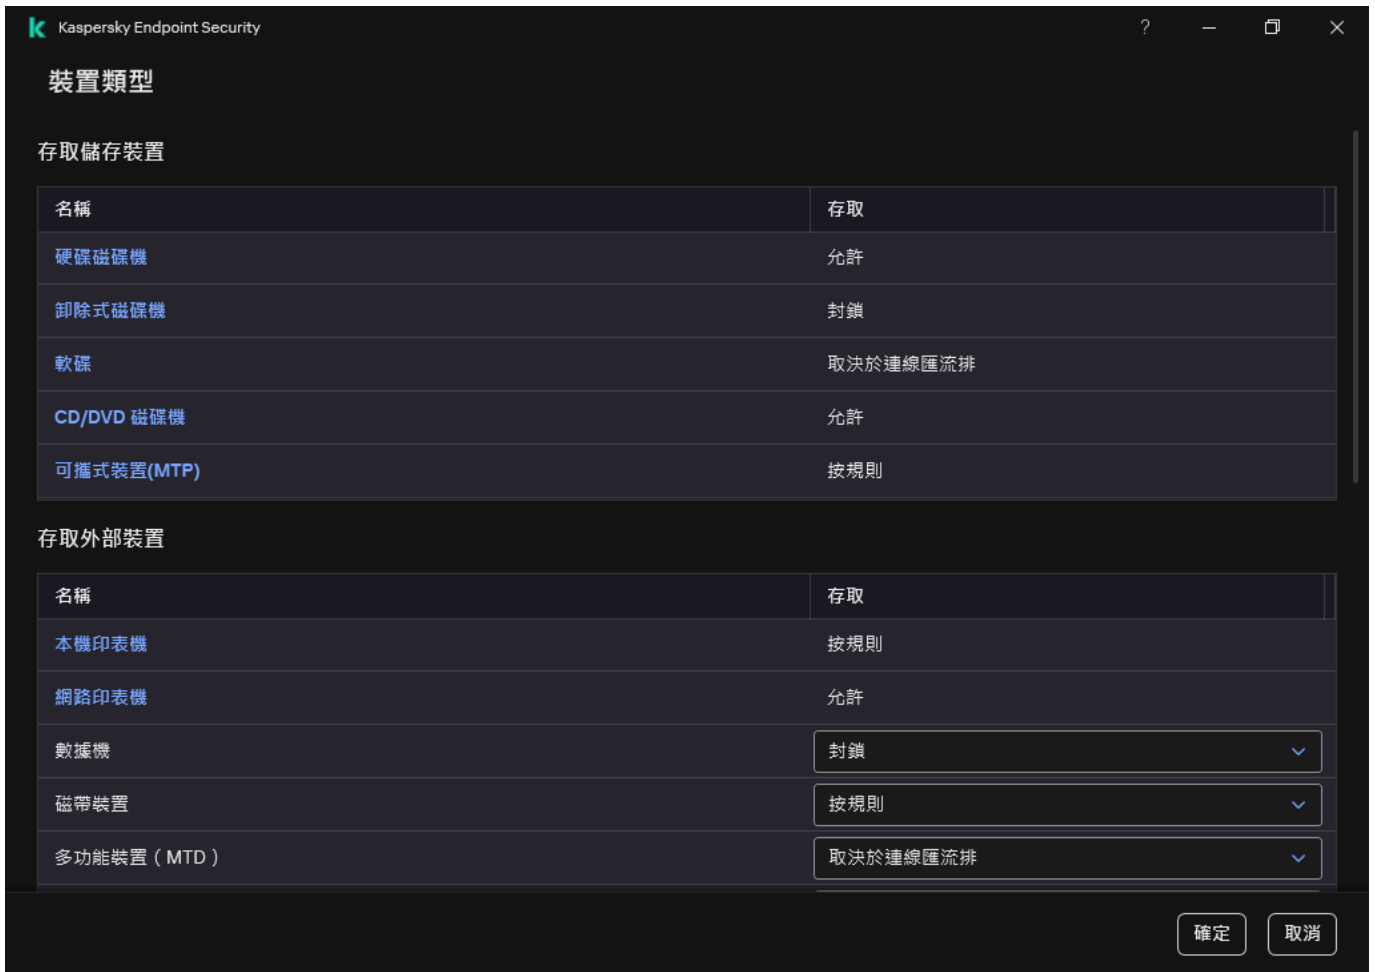 Kaspersky Endpoint Security
裝置類型
存取儲存裝置
名稱 存取
硬碟磁碟機 允許
卸除式磁碟機 封鎖
軟碟 取決於連線匯流排
CD/DVD 磁碟機 允許
可攜式裝置(MTP) 按規則
存取外部裝置
名稱 存取
本機印表機 按規則
網路印表機 允許
數據機 封鎖
磁帶裝置 按規則
多功能裝置（MTD） 取決於連線匯流排
確定 取消